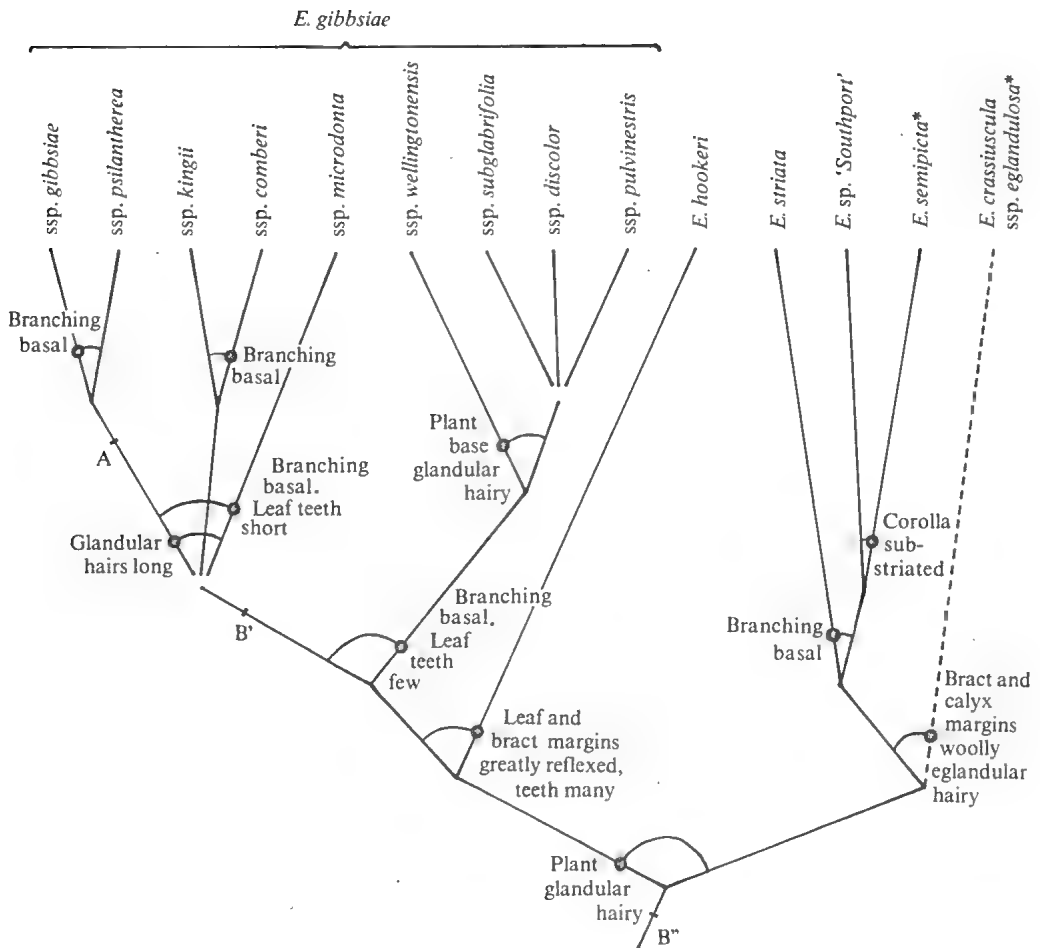 E. gibbsiae
ssp. gibbsiae
ssp. psilantherea
ssp. kingii
ssp. comberi
ssp. microdonta
ssp. wellingtonensis
ssp. subglabrifolia
ssp. discolor
ssp. pulvinestris
E. hookeri
E. striata
E. sp. 'Southport'
E. semipicta*
E. crassiuscula
ssp. eglandulosa*
Branching
basal
Branching
basal
A
Branching
basal.
Leaf teeth
short
Glandular
hairs long
Plant
base
glandular
hairy
Corolla
sub-
striated
B'
Branching
basal.
Leaf
teeth
few
Branching
basal
Leaf and
bract margins
greatly reflexed,
teeth many
Bract and
calyx
margins
woolly
eglandular
hairy
Plant
glandular
hairy
B"